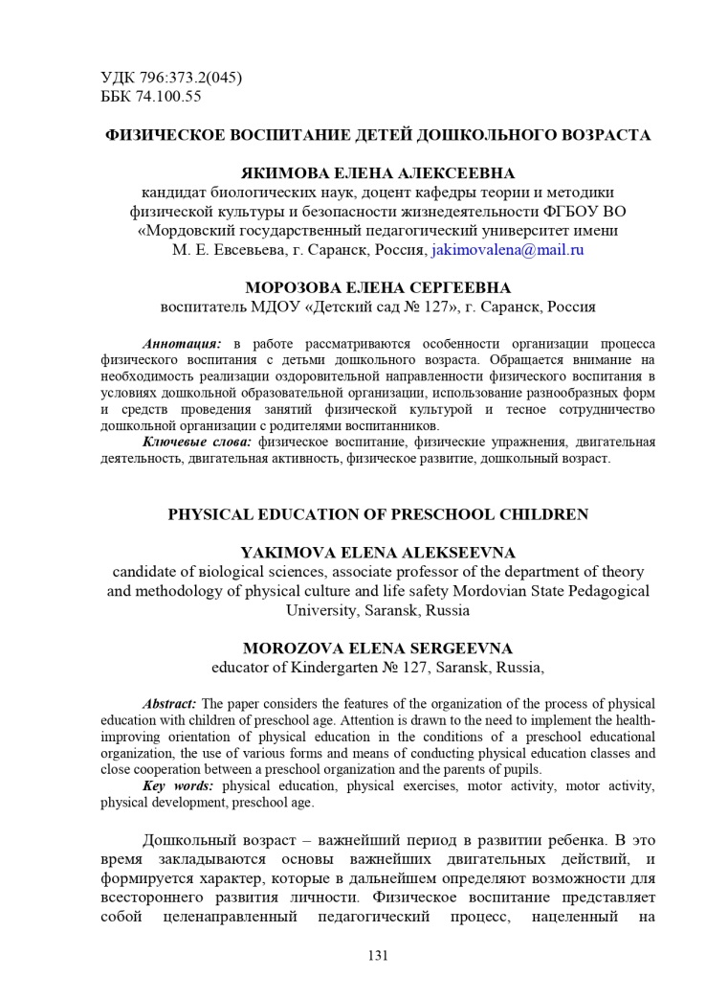 УДК 796:373.2(045)
ББК 74.100.55
ФИЗИЧЕСКОЕ ВОСПИТАНИЕ ДЕТЕЙ ДОШКОЛЬНОГО ВОЗРАСТА
ЯКИМОВА ЕЛЕНА АЛЕКСЕЕВНА
кандидат биологических наук, доцент кафедры теории и методики
физической культуры и безопасности жизнедеятельности ФГБОУ ВО
«Мордовский государственный педагогический университет имени
М. Е. Евсевьева, г. Саранск, Россия, jakimovalena@mail.ru
МОРОЗОВА ЕЛЕНА СЕРГЕЕВНА
воспитатель МДОУ «Детский сад № 127», г. Саранск, Россия
Аннотация: в работе рассматриваются особенности организации процесса
физического воспитания с детьми дошкольного возраста. Обращается внимание на
необходимость реализации оздоровительной направленности физического воспитания в
условиях дошкольной образовательной организации, использование разнообразных форм
и средств проведения занятий физической культурой и тесное сотрудничество
дошкольной организации с родителями воспитанников.
Ключевые слова: физическое воспитание, физические упражнения, двигательная
деятельность, двигательная активность, физическое развитие, дошкольный возраст.
PHYSICAL EDUCATION OF PRESCHOOL CHILDREN
YAKIMOVA ELENA ALEKSEEVNA
candidate of вiological sciences, associate professor of the department of theory
and methodology of physical culture and life safety Mordovian State Pedagogical
University, Saransk, Russia
MOROZOVA ELENA SERGEEVNA
educator of Kindergarten № 127, Saransk, Russia,
Abstract: The paper considers the features of the organization of the process of physical
education with children of preschool age. Attention is drawn to the need to implement the health-
improving orientation of physical education in the conditions of a preschool educational
organization, the use of various forms and means of conducting physical education classes and
close cooperation between a preschool organization and the parents of pupils.
Key words: physical education, physical exercises, motor activity, motor activity,
physical development, preschool age.
Дошкольный возраст – важнейший период в развитии ребенка. В это
время закладываются основы важнейших двигательных действий, и
формируется характер, которые в дальнейшем определяют возможности для
всестороннего развития личности. Физическое воспитание представляет
собой целенаправленный педагогический процесс, нацеленный на
131